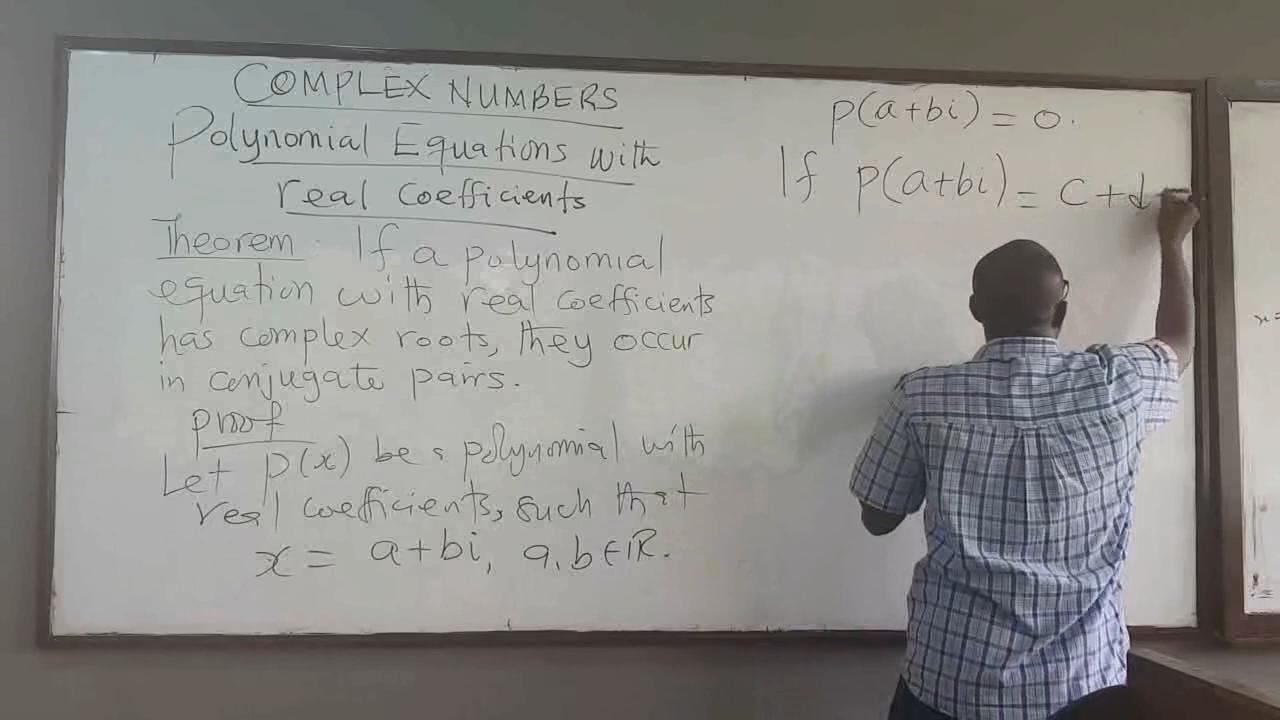 COMPLEX NUMBERS
Polynomial Equations with
real coefficients
Theorem. If a polynomial
equation with real coefficients
has complex roots, they occur
in conjugate pairs.
proof
Let p(x) be a polynomial with
real coefficients, such that
x = a+bi, a,b∈ℝ.
p(a+bi) = 0.
If p(a+bi) = c+d
x=